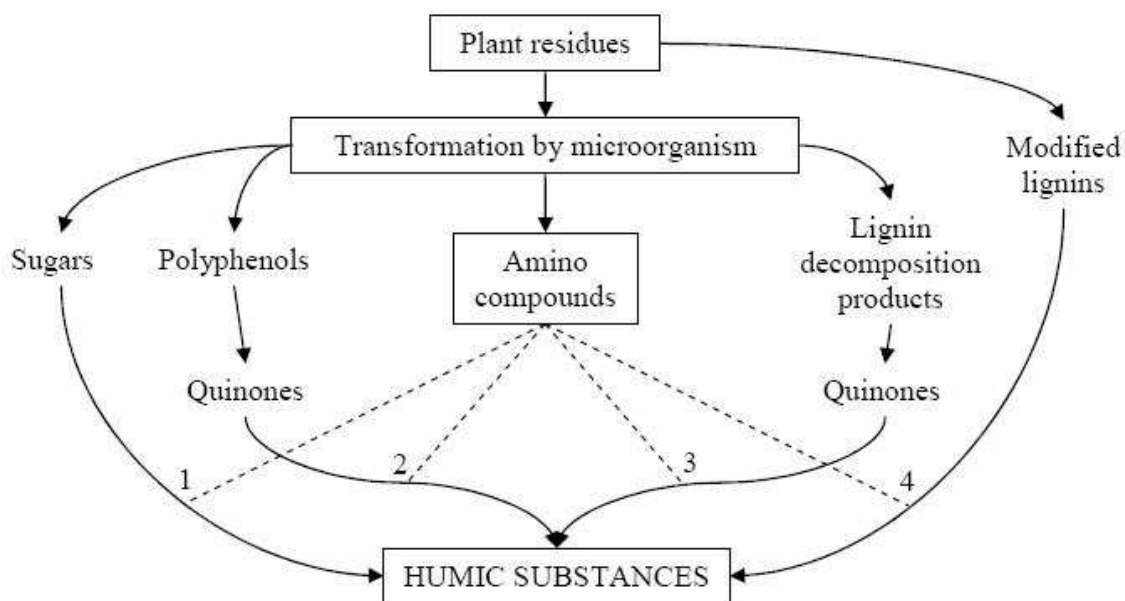 Plant residues
Transformation by microorganism
Modified
lignins
Sugars
Polyphenols
Amino
compounds
Lignin
decomposition
products
Quinones
Quinones
1
2
3
4
HUMIC SUBSTANCES